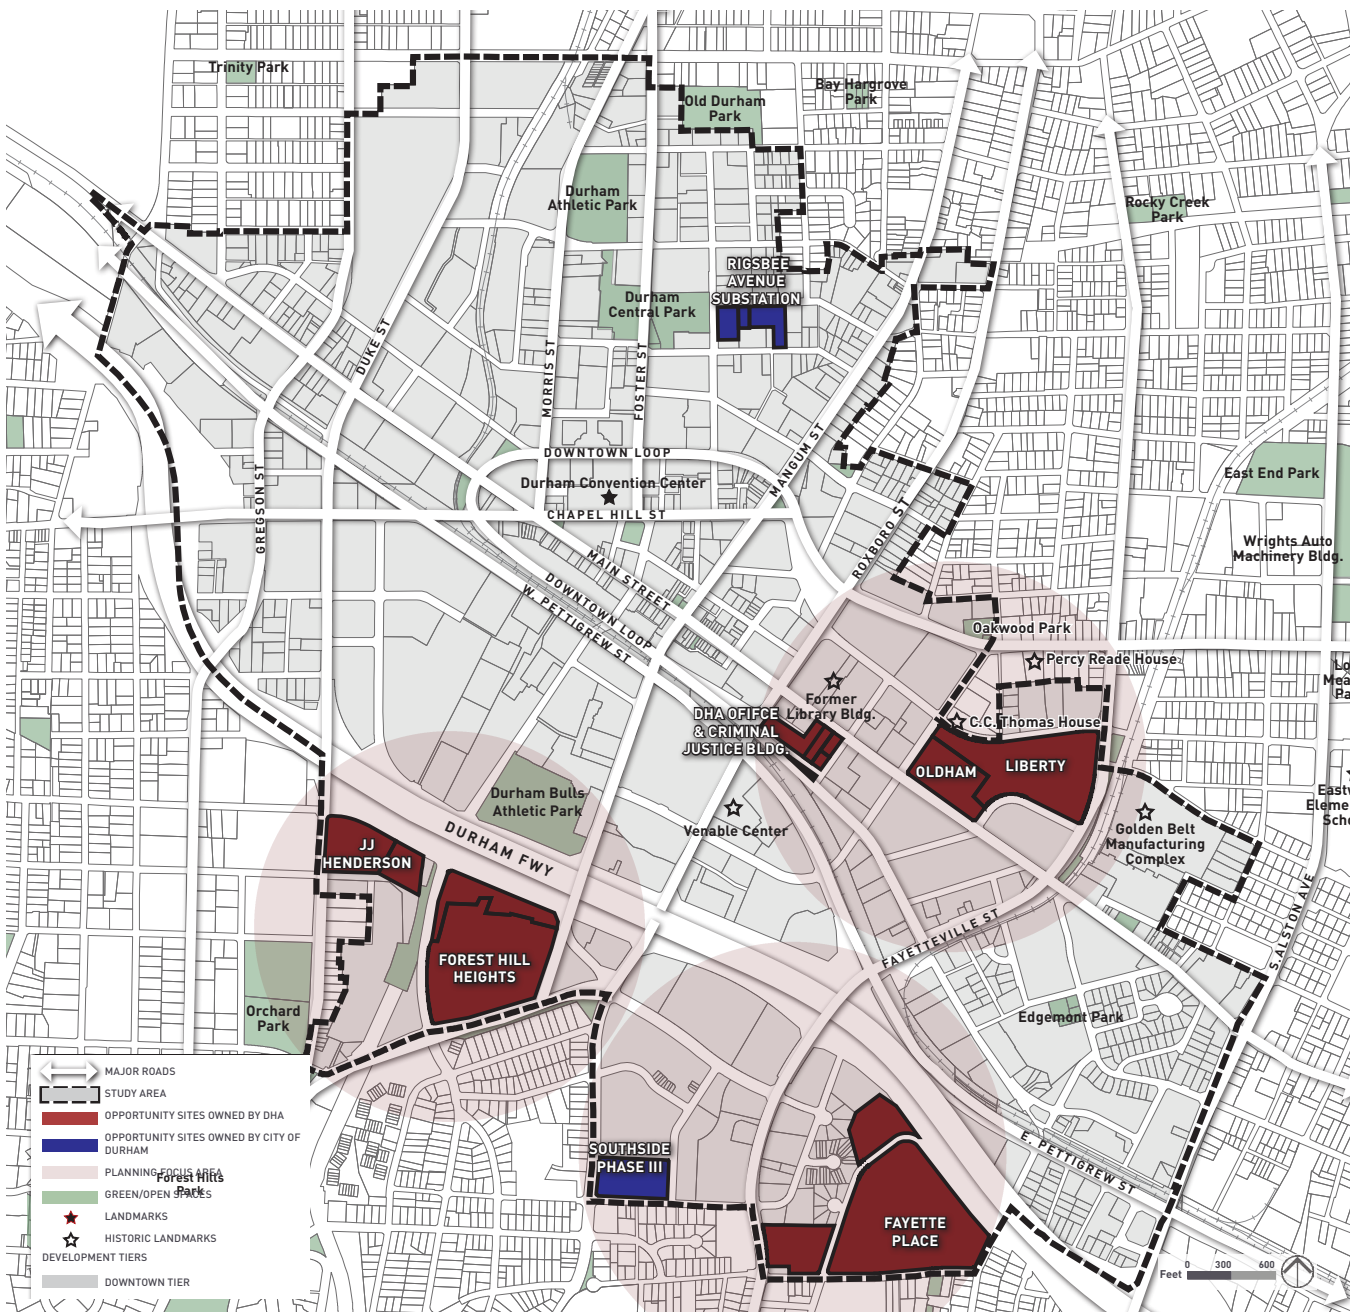 Trinity Park
Bay Hargrove
Park
Old Durham
Park
Durham
Athletic Park
Rocky Creek
Park
RIGSBEE
AVENUE
SUBSTATION
Durham
Central Park
DUKE ST
MORRIS ST
FOSTER ST
MANGUM ST
DOWNTOWN LOOP
Durham Convention Center
CHAPEL HILL ST
GREGSON ST
East End Park
ROXBORO ST
Wrights Auto
Machinery Bldg.
MAIN STREET
DOWNTOWN LOOP
W. PETTIGREW ST
Oakwood Park
Percy Reade House
Former
Library Bldg.
DHA OFIFCE
& CRIMINAL
JUSTICE BLDG.
C.C. Thomas House
OLDHAM
LIBERTY
Durham Bulls
Athletic Park
Venable Center
Golden Belt
Manufacturing
Complex
DURHAM FWY
JJ
HENDERSON
FOREST HILL
HEIGHTS
FAYETTEVILLE ST
S.ALSTON AVE
Orchard
Park
Edgemont Park
E. PETTIGREW ST
SOUTHSIDE
PHASE III
FAYETTE
PLACE
MAJOR ROADS
STUDY AREA
OPPORTUNITY SITES OWNED BY DHA
OPPORTUNITY SITES OWNED BY CITY OF
DURHAM
PLANNING FOCUS AREA
Forest Hills
Park
GREEN/OPEN SPACES
LANDMARKS
HISTORIC LANDMARKS
DEVELOPMENT TIERS
DOWNTOWN TIER
Feet 0 300 600